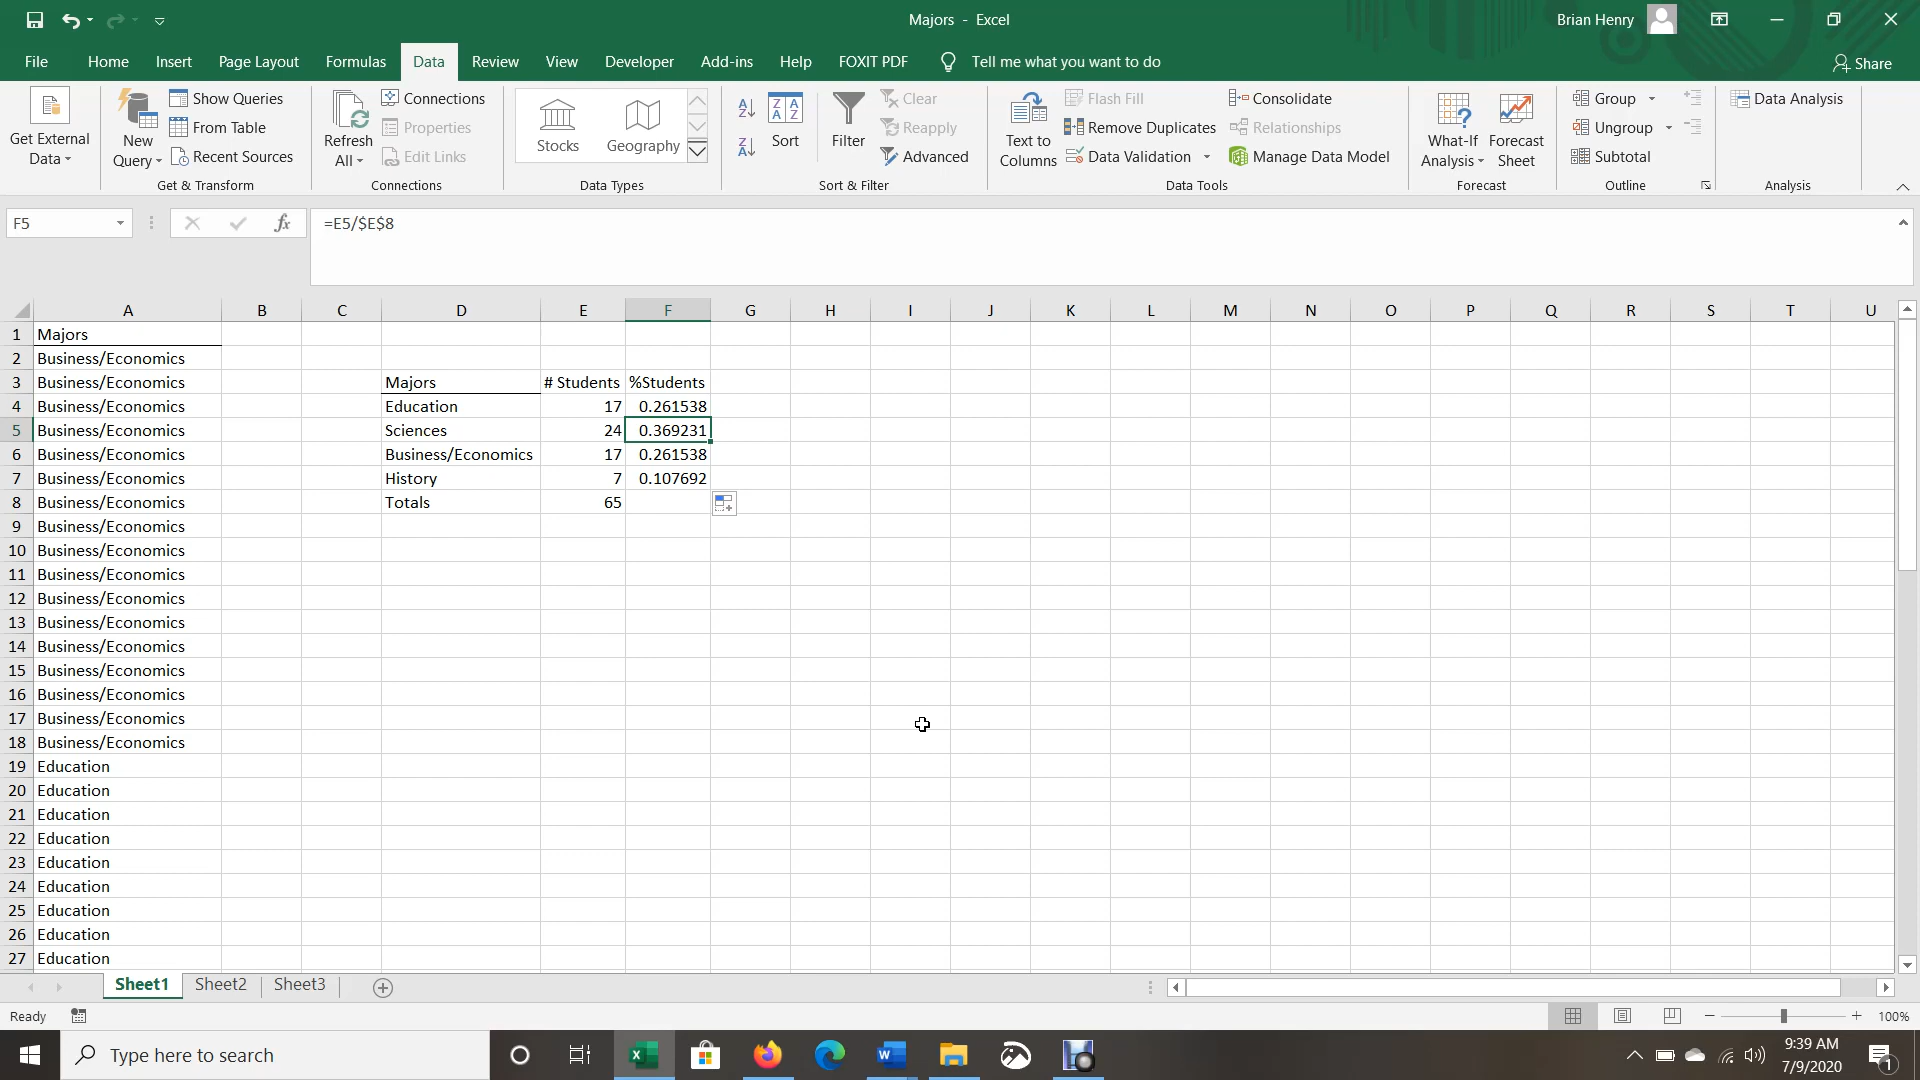 Majors - Excel
Brian Henry
File Home Insert Page Layout Formulas Data Review View Developer Add-ins Help FOXIT PDF Tell me what you want to do Share
Get External Data
New Query
Show Queries
From Table
Recent Sources
Get & Transform
Refresh All
Connections
Properties
Edit Links
Connections
Stocks
Geography
Data Types
Sort
Filter
Clear
Reapply
Advanced
Sort & Filter
Text to Columns
Flash Fill
Remove Duplicates
Data Validation
Consolidate
Relationships
Manage Data Model
Data Tools
What-If Analysis
Forecast Sheet
Forecast
Group
Ungroup
Subtotal
Outline
Data Analysis
Analysis
F5 fx =E5/$E$8
A B C D E F G H I J K L M N O P Q R S T U
1 Majors
2 Business/Economics
3 Business/Economics Majors # Students %Students
4 Business/Economics Education 17 0.261538
5 Business/Economics Sciences 24 0.369231
6 Business/Economics Business/Economics 17 0.261538
7 Business/Economics History 7 0.107692
8 Business/Economics Totals 65
9 Business/Economics
10 Business/Economics
11 Business/Economics
12 Business/Economics
13 Business/Economics
14 Business/Economics
15 Business/Economics
16 Business/Economics
17 Business/Economics
18 Business/Economics
19 Education
20 Education
21 Education
22 Education
23 Education
24 Education
25 Education
26 Education
27 Education
Sheet1 Sheet2 Sheet3
Ready 100%
Type here to search
9:39 AM
7/9/2020
1